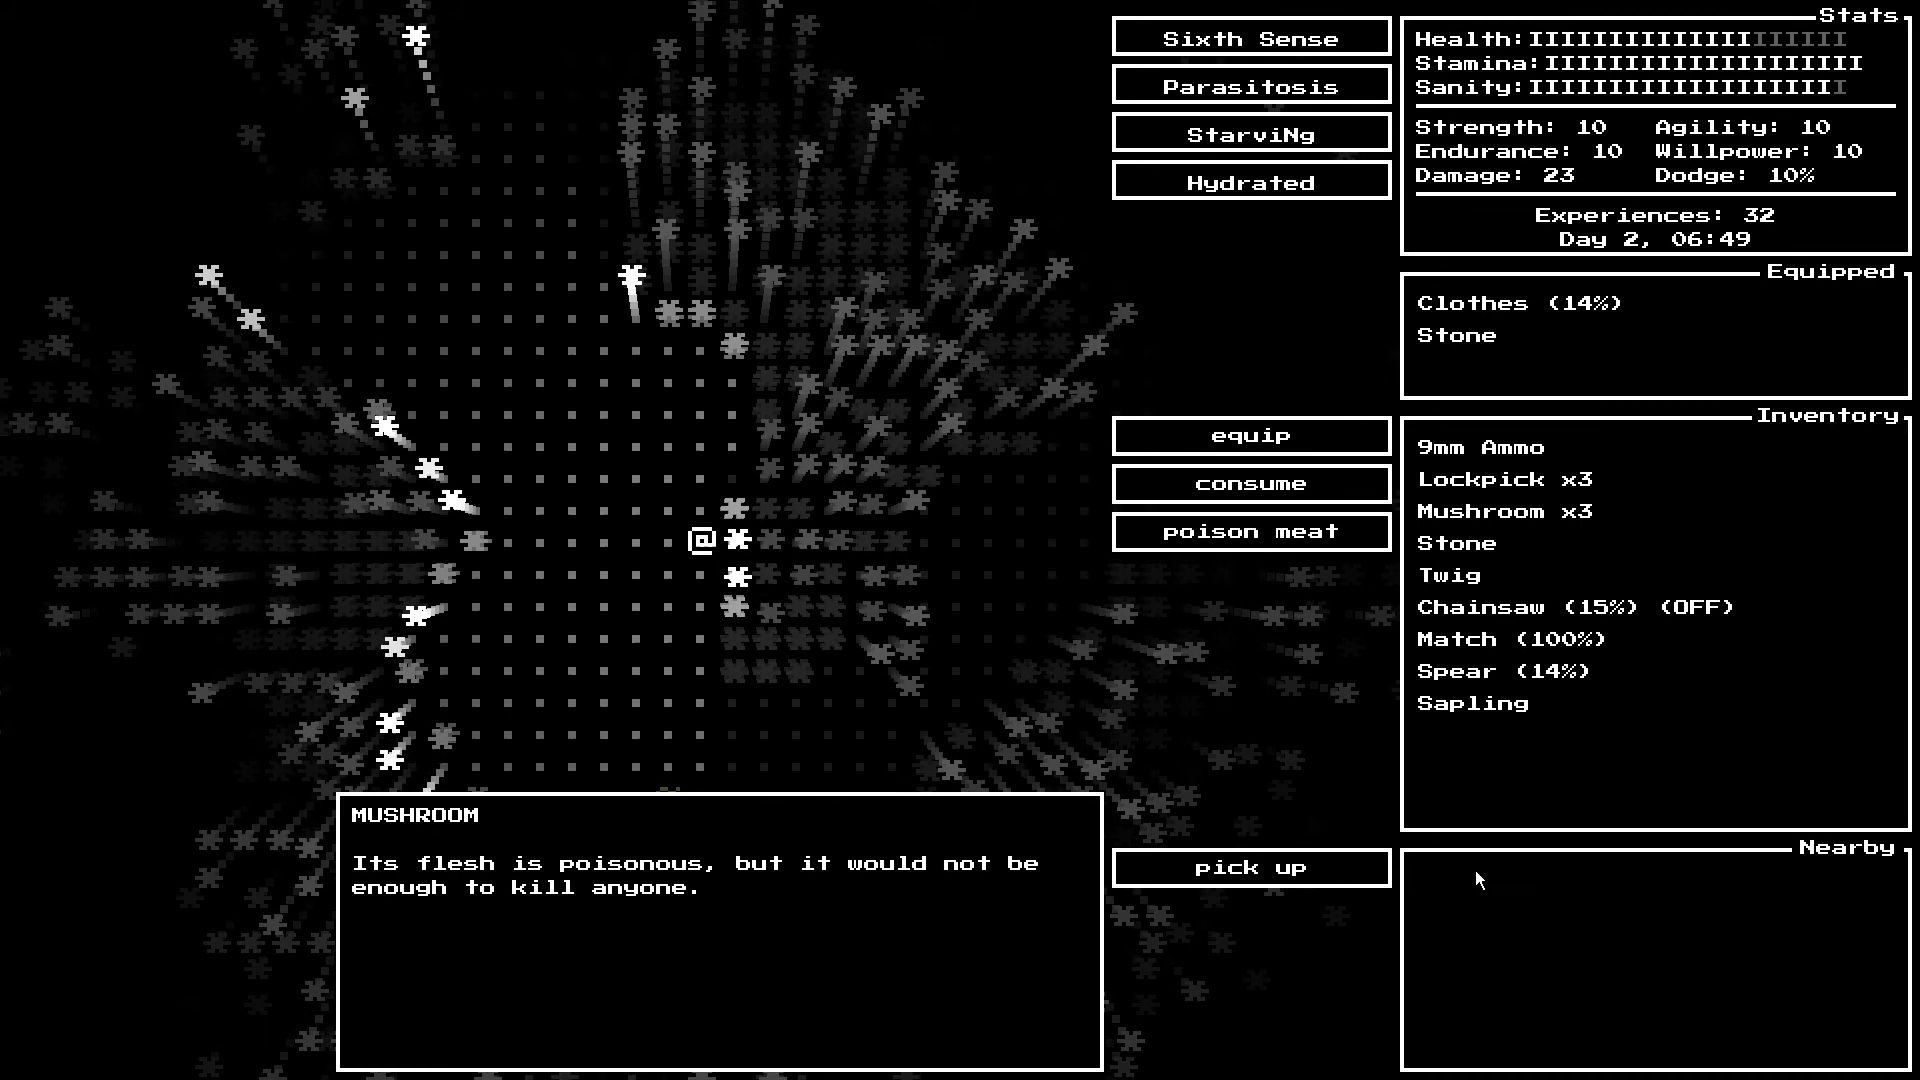 Sixth Sense
Parasitosis
StarviNg
Hydrated
Stats
Health:IIIIIIIIIIIIIIIIIIII
Stamina:IIIIIIIIIIIIIIIIIIII
Sanity:IIIIIIIIIIIIIIIIIIII
Strength: 10 Agility: 10
Endurance: 10 Willpower: 10
Damage: 23 Dodge: 10%
Experiences: 32
Day 2, 06:49
Equipped
Clothes (14%)
Stone
equip
consume
poison meat
Inventory
9mm Ammo
Lockpick x3
Mushroom x3
Stone
Twig
Chainsaw (15%) (OFF)
Match (100%)
Spear (14%)
Sapling
@
MUSHROOM
Its flesh is poisonous, but it would not be
enough to kill anyone.
pick up
Nearby